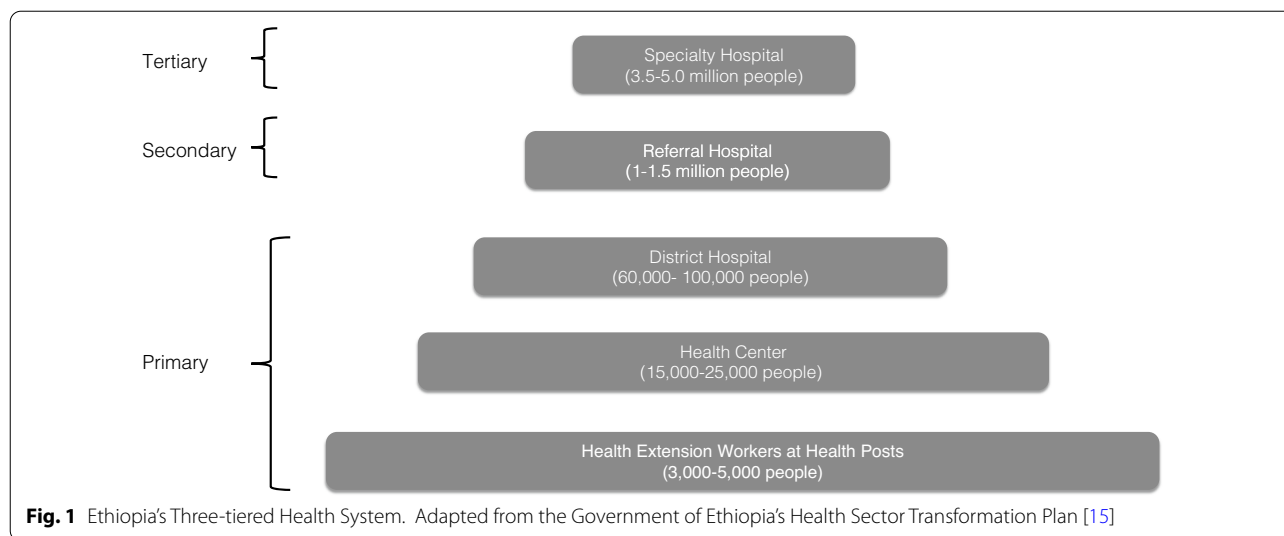 Tertiary
Specialty Hospital
(3.5-5.0 million people)
Secondary
Referral Hospital
(1-1.5 million people)
District Hospital
(60,000- 100,000 people)
Primary
Health Center
(15,000-25,000 people)
Health Extension Workers at Health Posts
(3,000-5,000 people)
Fig. 1 Ethiopia's Three-tiered Health System. Adapted from the Government of Ethiopia's Health Sector Transformation Plan [15]